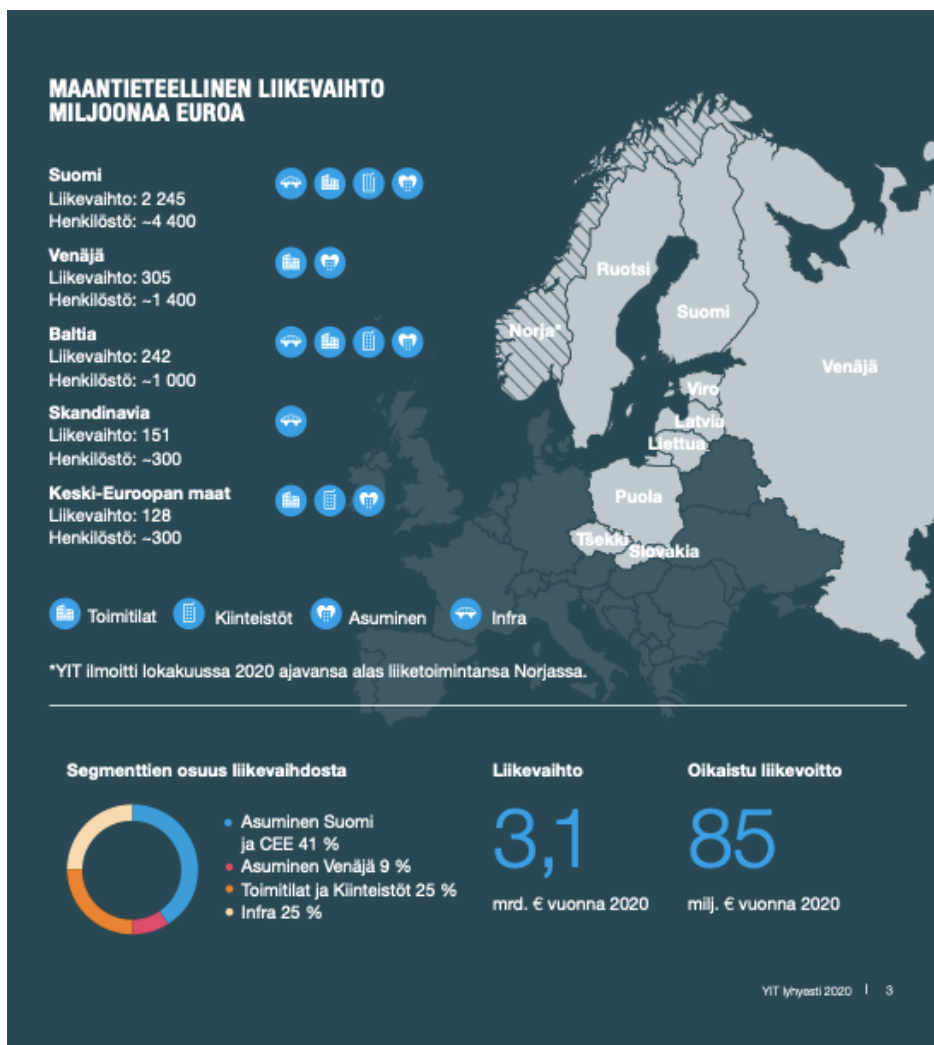 MAANTIETEELLINEN LIIKEVAIHTO
MILJOONAA EUROA
Suomi
Liikevaihto: 2 245
Henkilöstö: ~4 400
Venäjä
Liikevaihto: 305
Henkilöstö: ~1 400
Baltia
Liikevaihto: 242
Henkilöstö: ~1 000
Skandinavia
Liikevaihto: 151
Henkilöstö: ~300
Keski-Euroopan maat
Liikevaihto: 128
Henkilöstö: ~300
Ruotsi
Suomi
Norja*
Venäjä
Viro
Latvia
Liettua
Puola
Tšekki
Slovakia
Toimitilat Kiinteistöt Asuminen Infra
*YIT ilmoitti lokakuussa 2020 ajavansa alas liiketoimintansa Norjassa.
Segmenttien osuus liikevaihdosta
• Asuminen Suomi
ja CEE 41 %
• Asuminen Venäjä 9 %
• Toimitilat ja Kiinteistöt 25 %
• Infra 25 %
Liikevaihto
3,1
mrd. € vuonna 2020
Oikaistu liikevoitto
85
milj. € vuonna 2020
YIT lyhyesti 2020 | 3